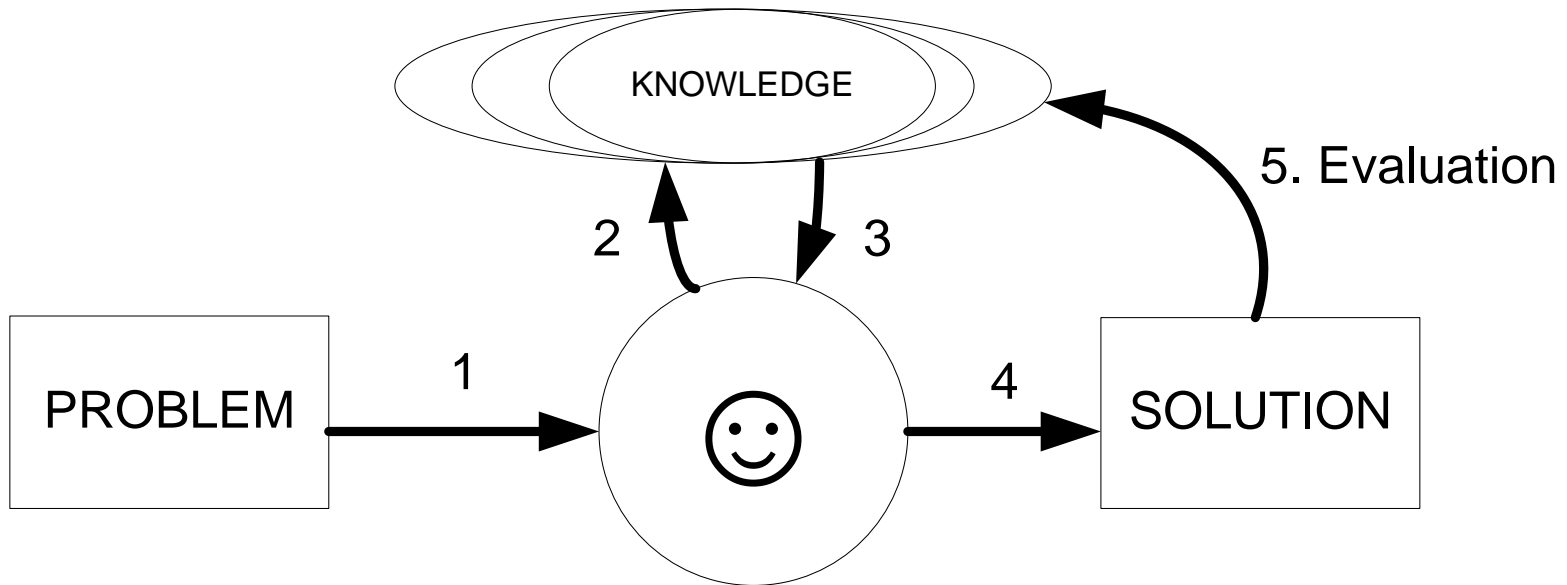 KNOWLEDGE
5. Evaluation
2
3
1
4
PROBLEM
SOLUTION